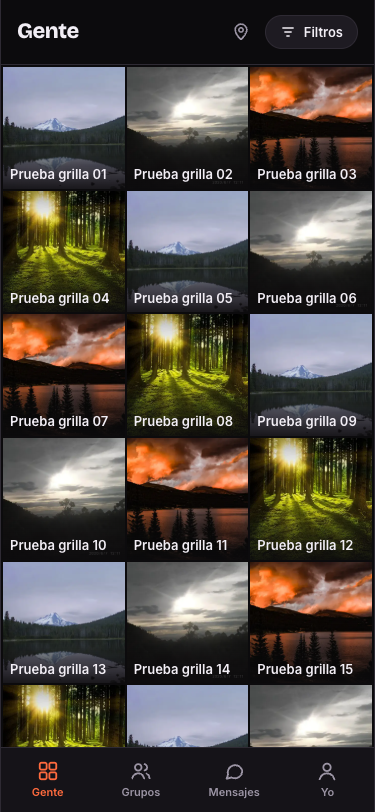 Gente
Filtros
Prueba grilla 01
Prueba grilla 02
Prueba grilla 03
Prueba grilla 04
Prueba grilla 05
Prueba grilla 06
Prueba grilla 07
Prueba grilla 08
Prueba grilla 09
Prueba grilla 10
Prueba grilla 11
Prueba grilla 12
Prueba grilla 13
Prueba grilla 14
Prueba grilla 15
Gente
Grupos
Mensajes
Yo